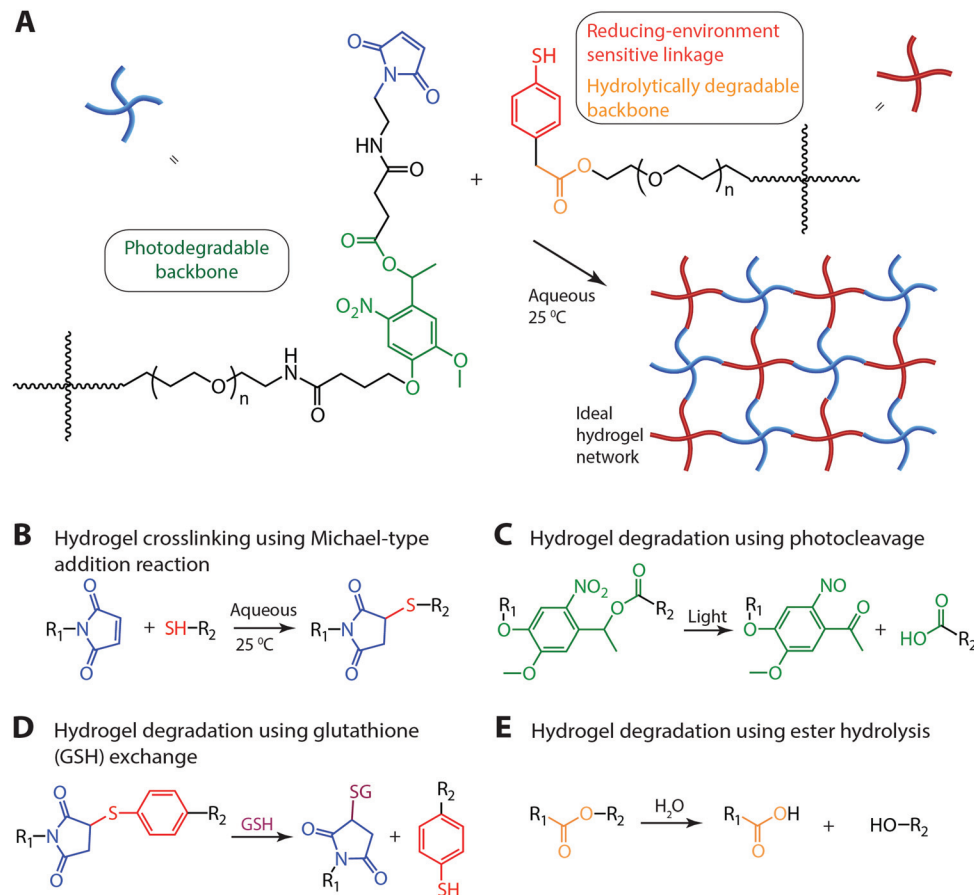 A
Reducing-environment
sensitive linkage
Hydrolytically degradable
backbone
SH
=
=
O
N
O
NH
O
+
O
O
n
O
Photodegradable
backbone
O
O
O2N
Aqueous
25 ⁰C
O
n
H
N
O
O
O
Ideal
hydrogel
network
B Hydrogel crosslinking using Michael-type
addition reaction
O
R1-N
O
+ SH-R2
Aqueous
25 ⁰C
O
S-R2
R1-N
O
C Hydrogel degradation using photocleavage
R1
O
NO2
O
O
R2
O
Light
R1
O
NO
O
O
+
O
HO
R2
D Hydrogel degradation using glutathione
(GSH) exchange
O
S
R2
R1-N
O
GSH
SG
O
N
O
R1
+
R2
SH
E Hydrogel degradation using ester hydrolysis
R1
O-R2
O
H2O
R1
OH
O
+ HO-R2